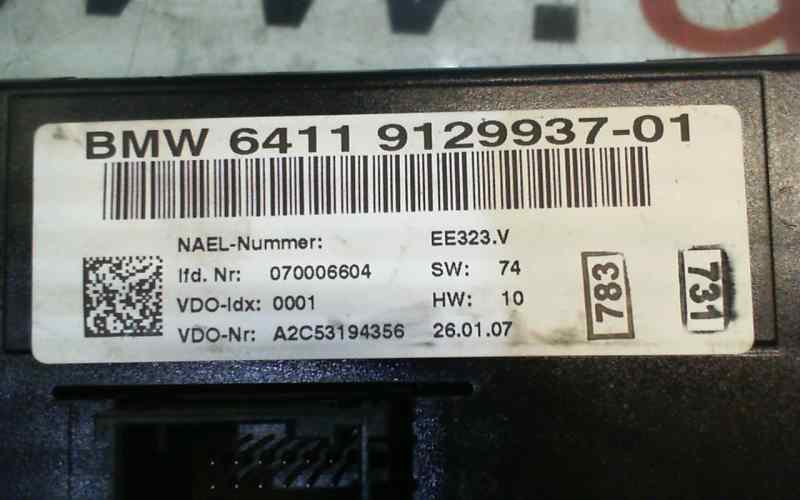 BMW 6411 9129937-01
NAEL-Nummer: EE323.V
lfd. Nr: 070006604 SW: 74
VDO-Idx: 0001 HW: 10
VDO-Nr: A2C53194356 26.01.07
783
731